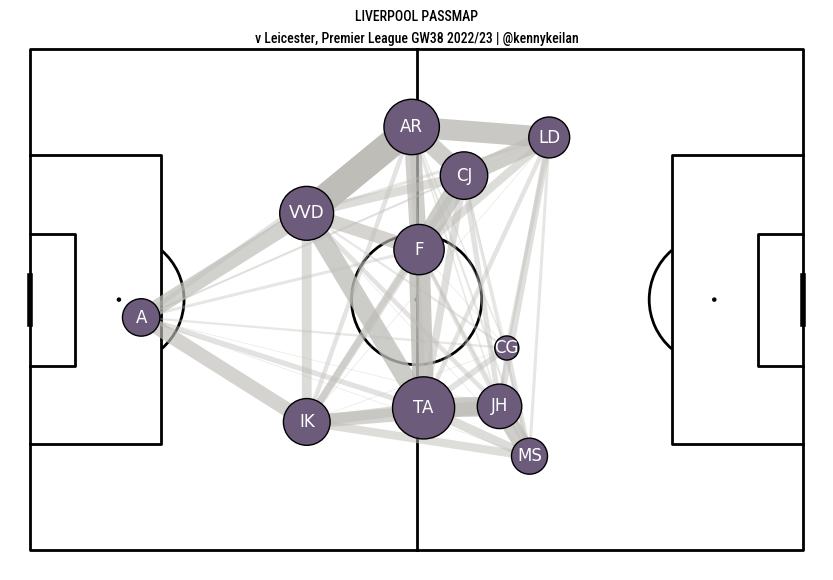 LIVERPOOL PASSMAP
v Leicester, Premier League GW38 2022/23 | @kennykeilan
AR
LD
CJ
VVD
F
A
CG
TA
JH
IK
MS